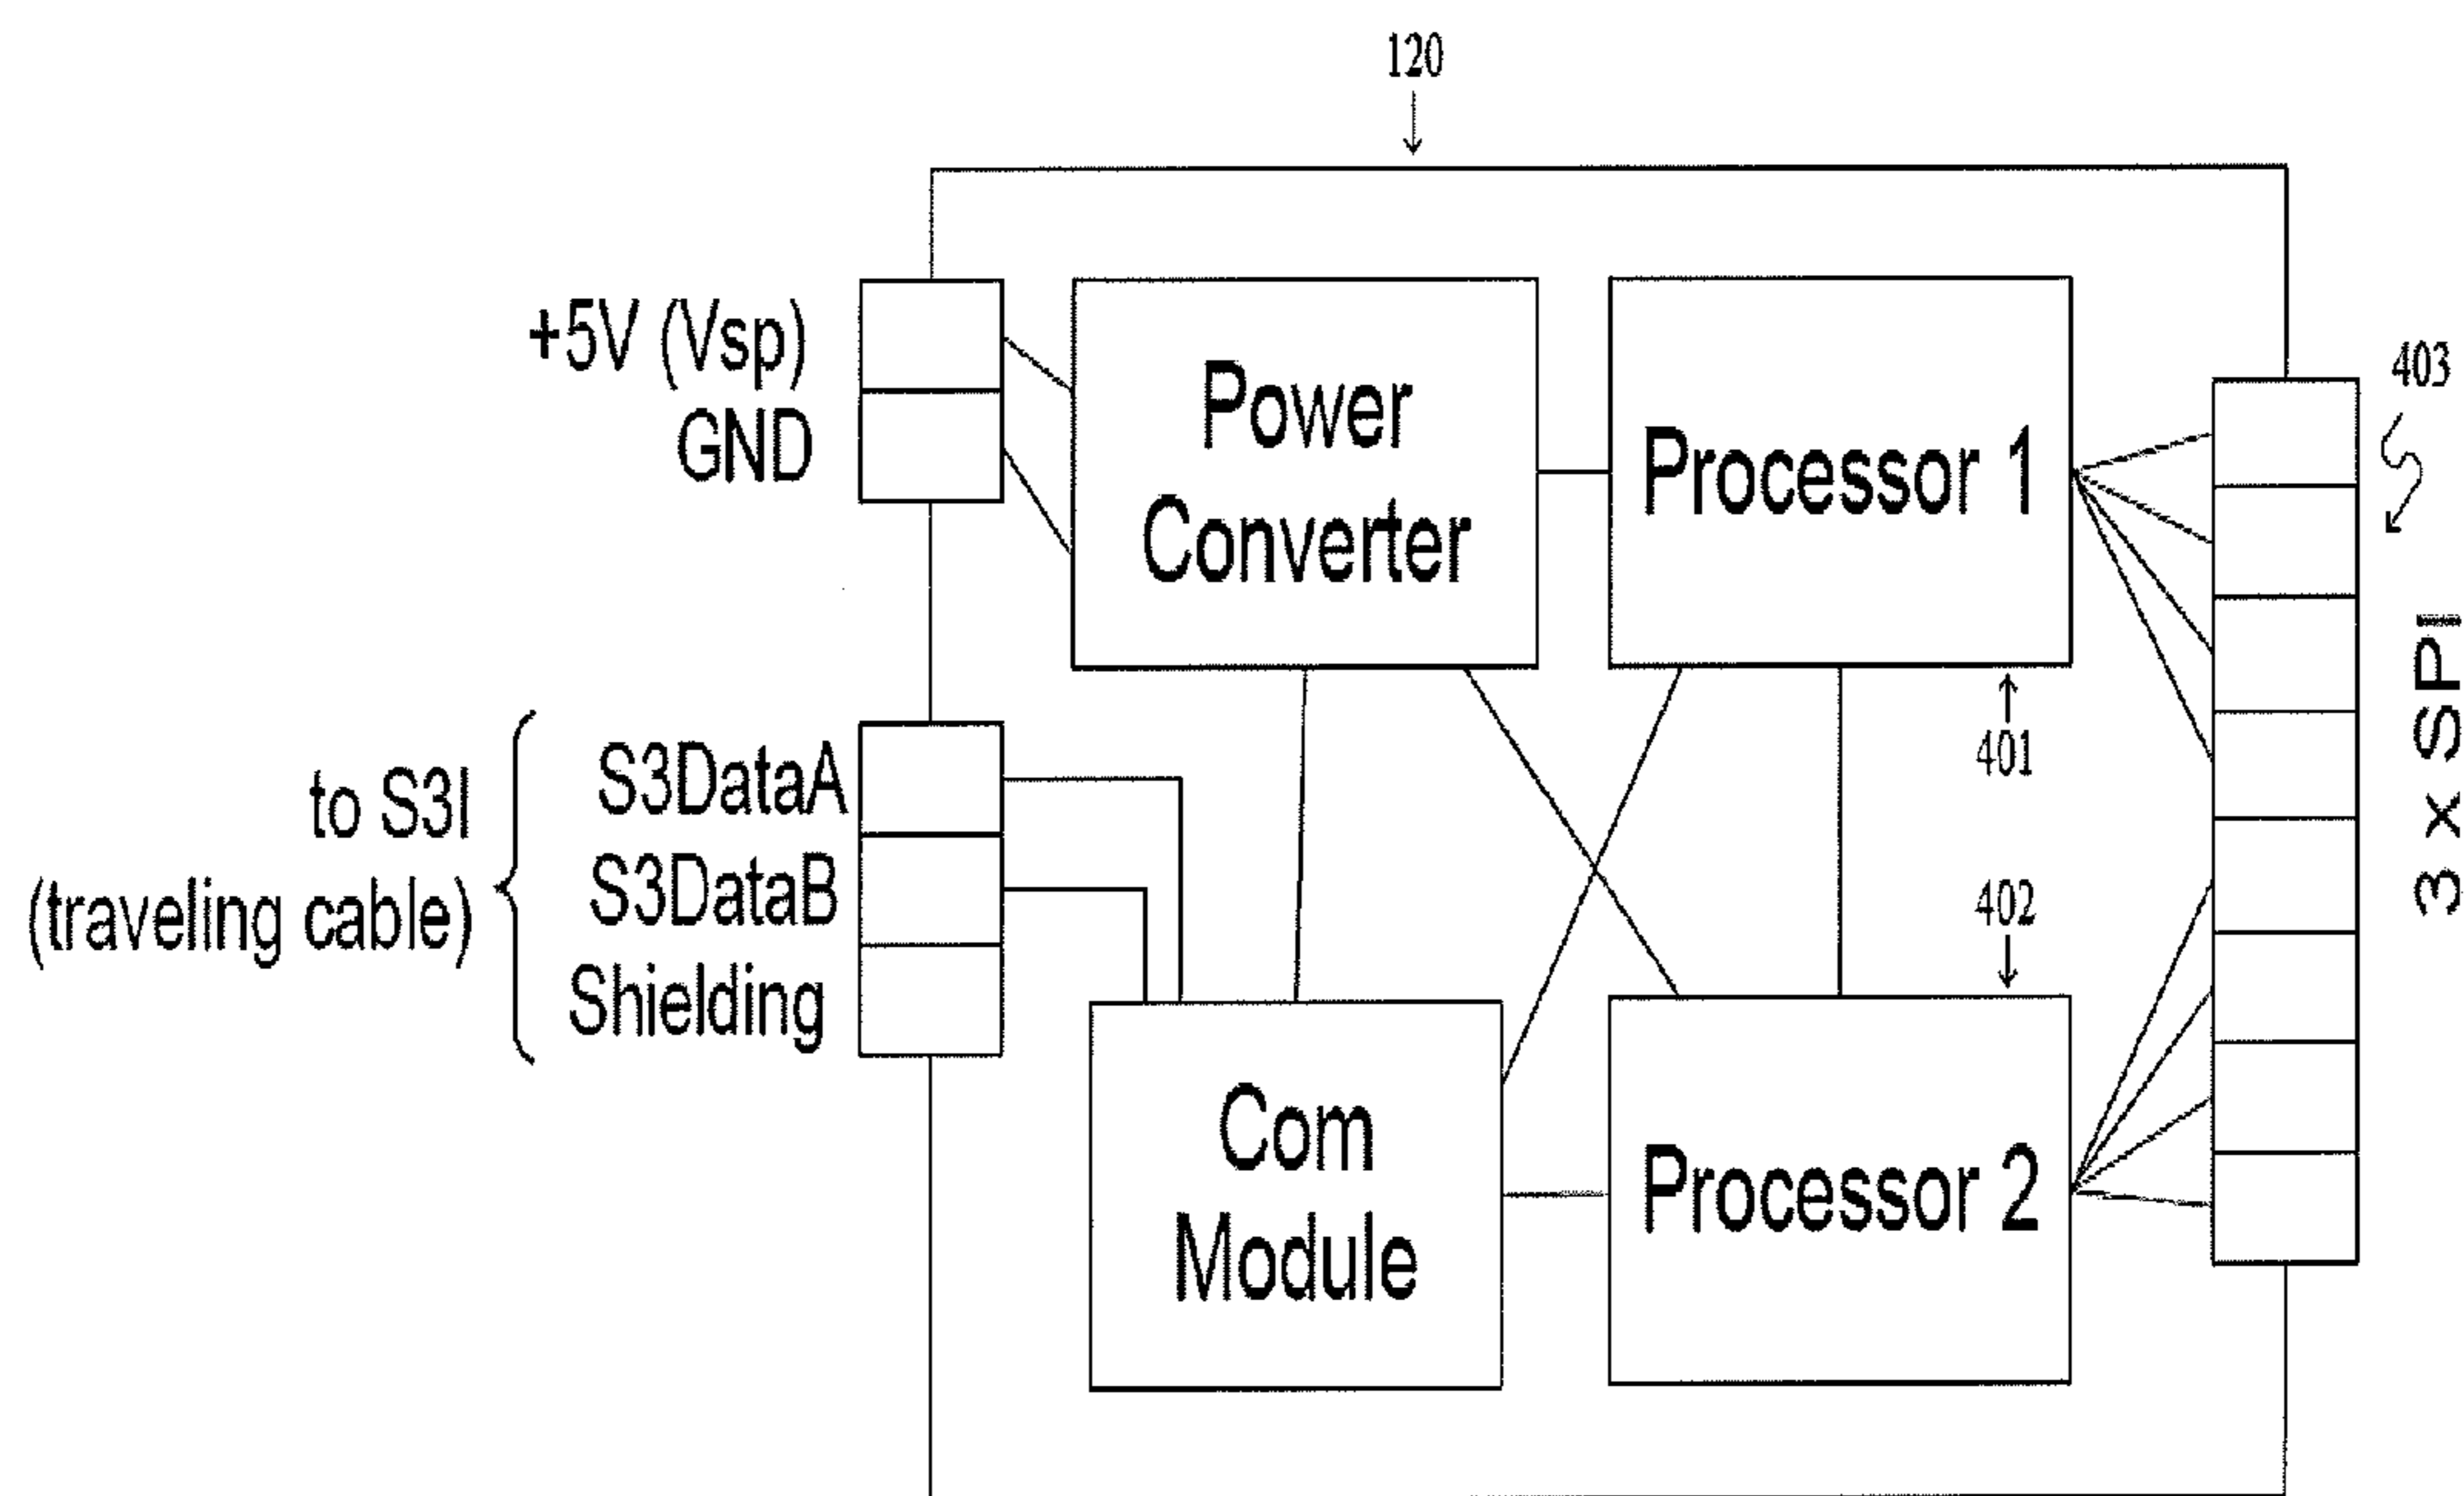 120
+5V (Vsp)
GND
Power
Converter
Processor 1
403
401
3 x SPI
to S3I
(traveling cable)
S3DataA
S3DataB
Shielding
402
Com
Module
Processor 2